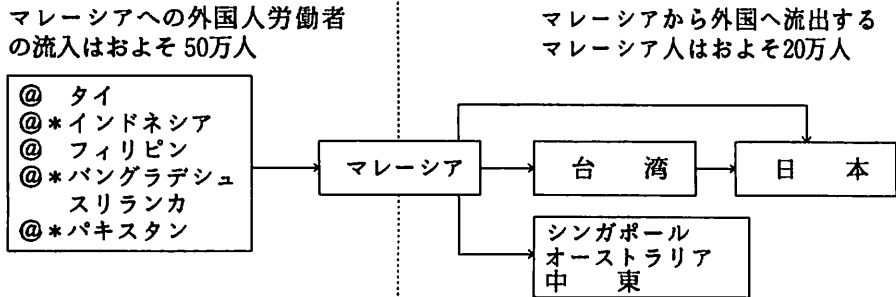 マレーシアへの外国人労働者
の流入はおよそ50万人
マレーシアから外国へ流出する
マレーシア人はおよそ20万人
@ タイ
@*インドネシア
@ フィリピン
@*バングラデシュ
スリランカ
@*パキスタン
マレーシア
台 湾
日 本
シンガポール
オーストラリア
中 東